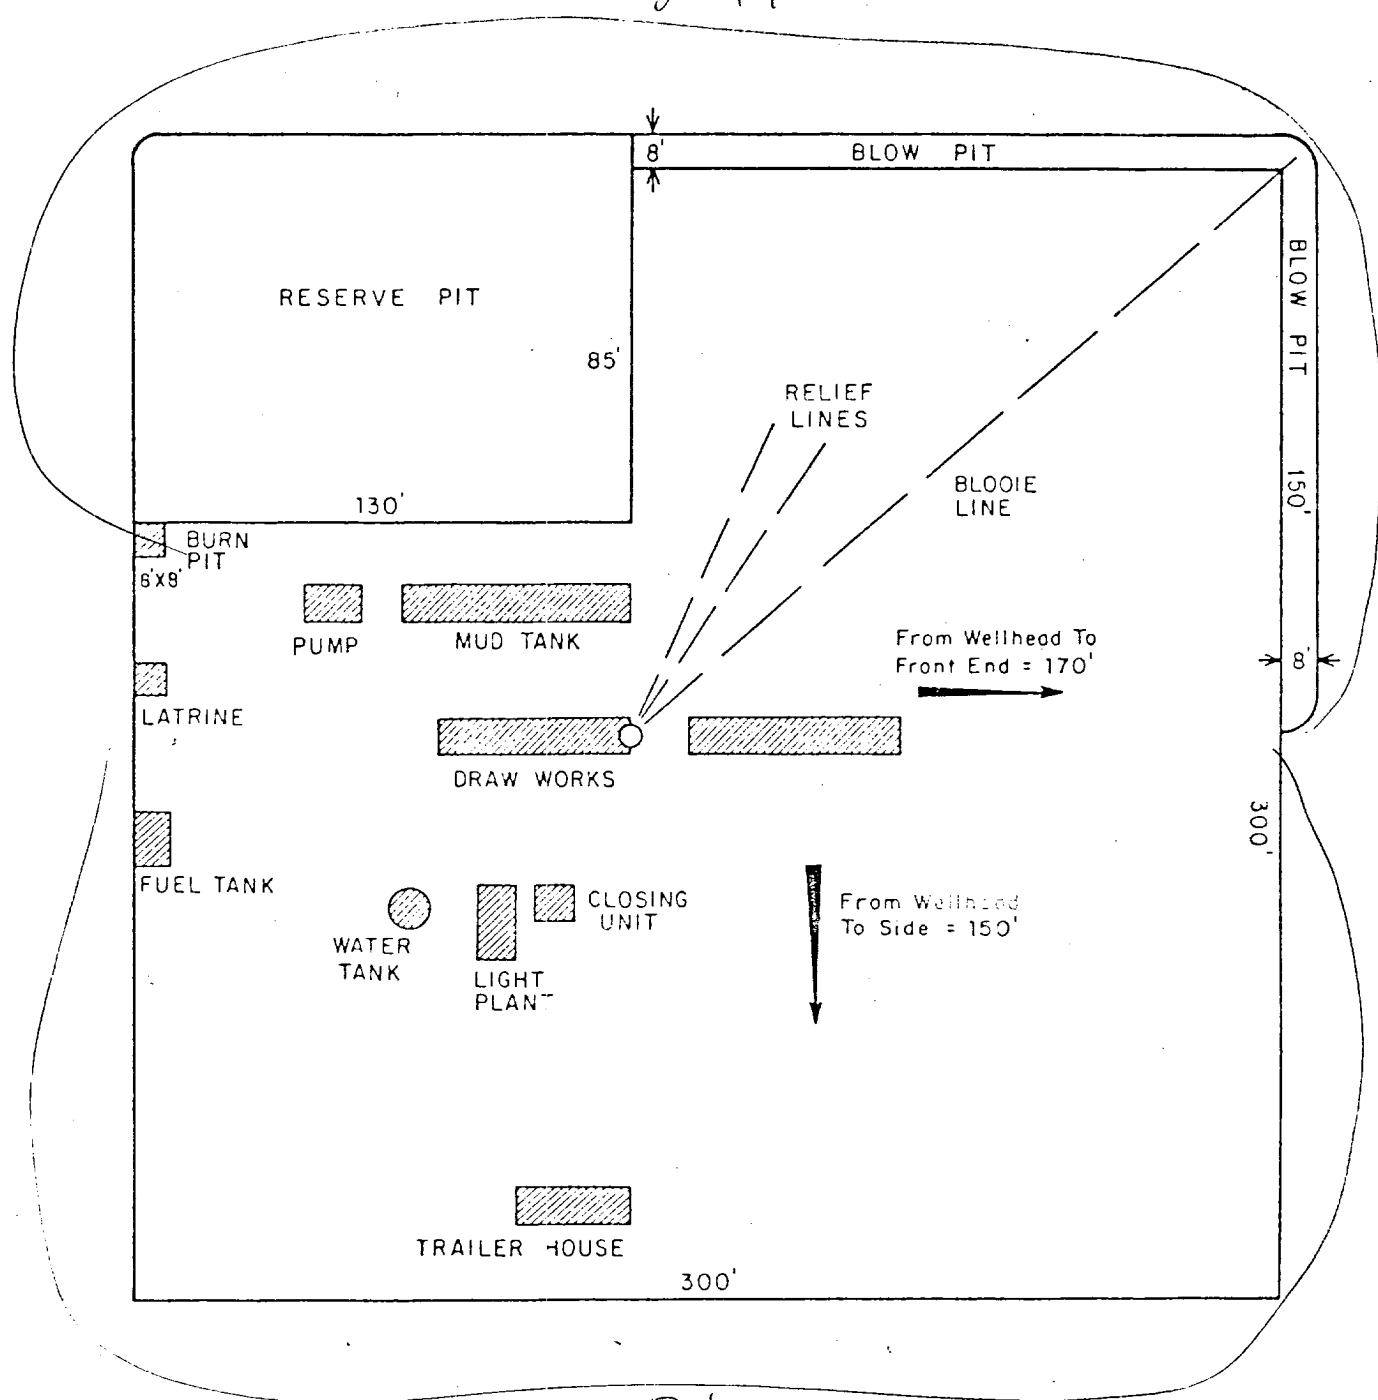 8'
BLOW PIT
BLOW PIT
RESERVE PIT
85'
RELIEF
LINES
BLOOIE
LINE
150'
130'
BURN
PIT
6'X8'
PUMP
MUD TANK
From Wellhead To
Front End = 170'
8'
LATRINE
DRAW WORKS
300'
FUEL TANK
CLOSING
UNIT
From Wellhead
To Side = 150'
WATER
TANK
LIGHT
PLANT
TRAILER HOUSE
300'